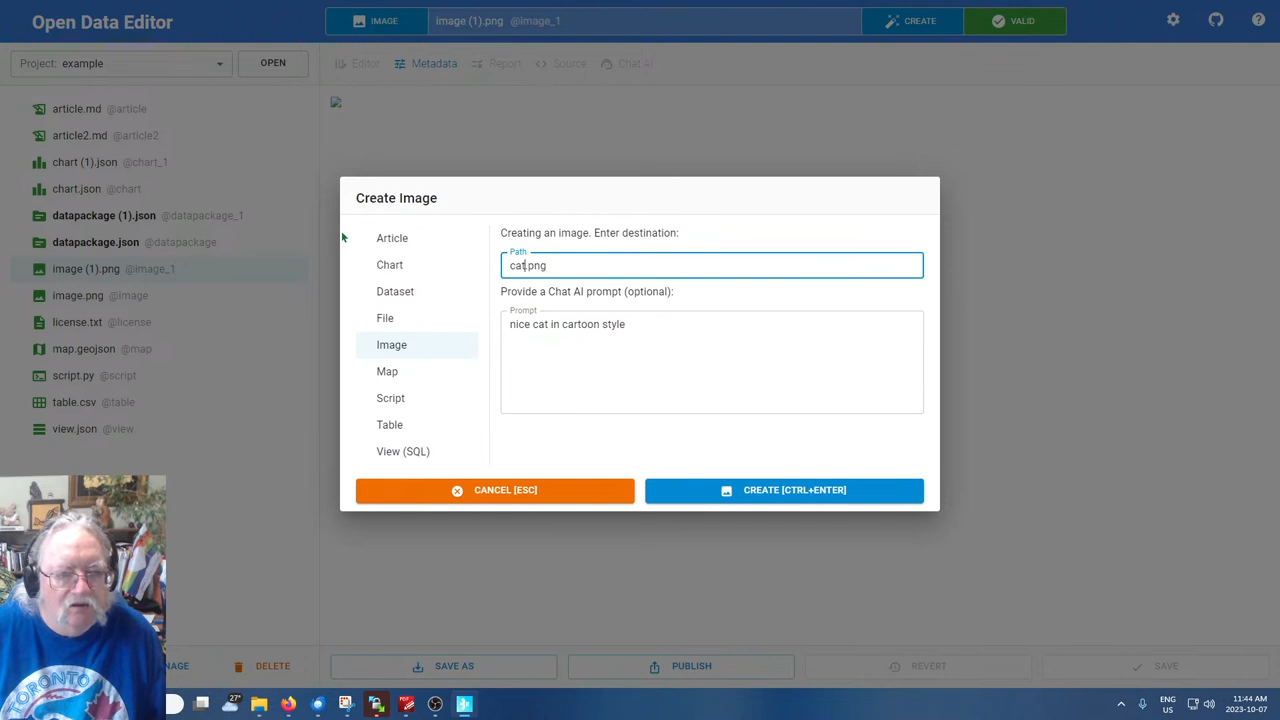 Open Data Editor
IMAGE
image (1).png @image_1
CREATE
VALID
Project: example
OPEN
Editor
Metadata
Report
Source
Chat AI
article.md @article
article2.md @article2
chart (1).json @chart_1
chart.json @chart
datapackage (1).json @datapackage_1
datapackage.json @datapackage
image (1).png @image_1
image.png @image
license.txt @license
map.geojson @map
script.py @script
table.csv @table
view.json @view
Create Image
Article
Chart
Dataset
File
Image
Map
Script
Table
View (SQL)
Creating an image. Enter destination:
Path
cat.png
Provide a Chat AI prompt (optional):
Prompt
nice cat in cartoon style
CANCEL [ESC]
CREATE [CTRL+ENTER]
DELETE
SAVE AS
PUBLISH
REVERT
SAVE
TORONTO
27°
PDF
ENG
US
11:44 AM
2023-10-07